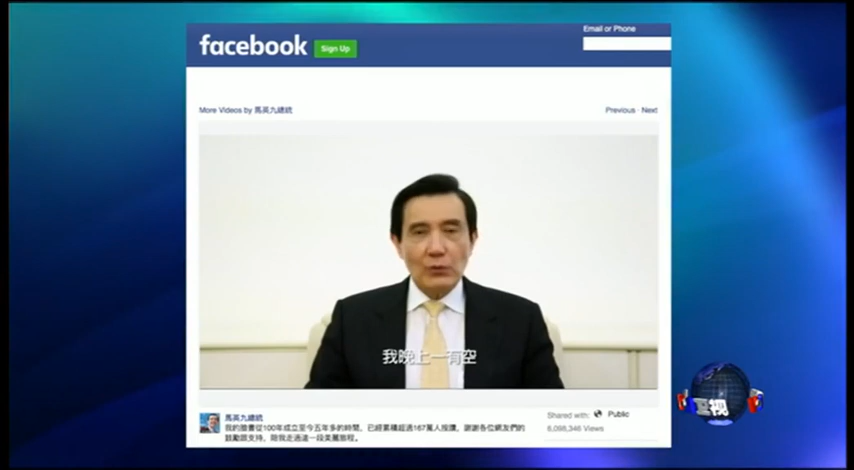 facebook
Sign Up
Email or Phone
More Videos by 馬英九總統
Previous · Next
我晚上一有空
馬英九總統
我的臉書從100年成立至今五年多的時間，已經累積超過167萬人按讚，謝謝各位網友們的
鼓勵跟支持，陪我走過這一段美麗旅程。
Shared with: Public
6,098,346 Views
卫视